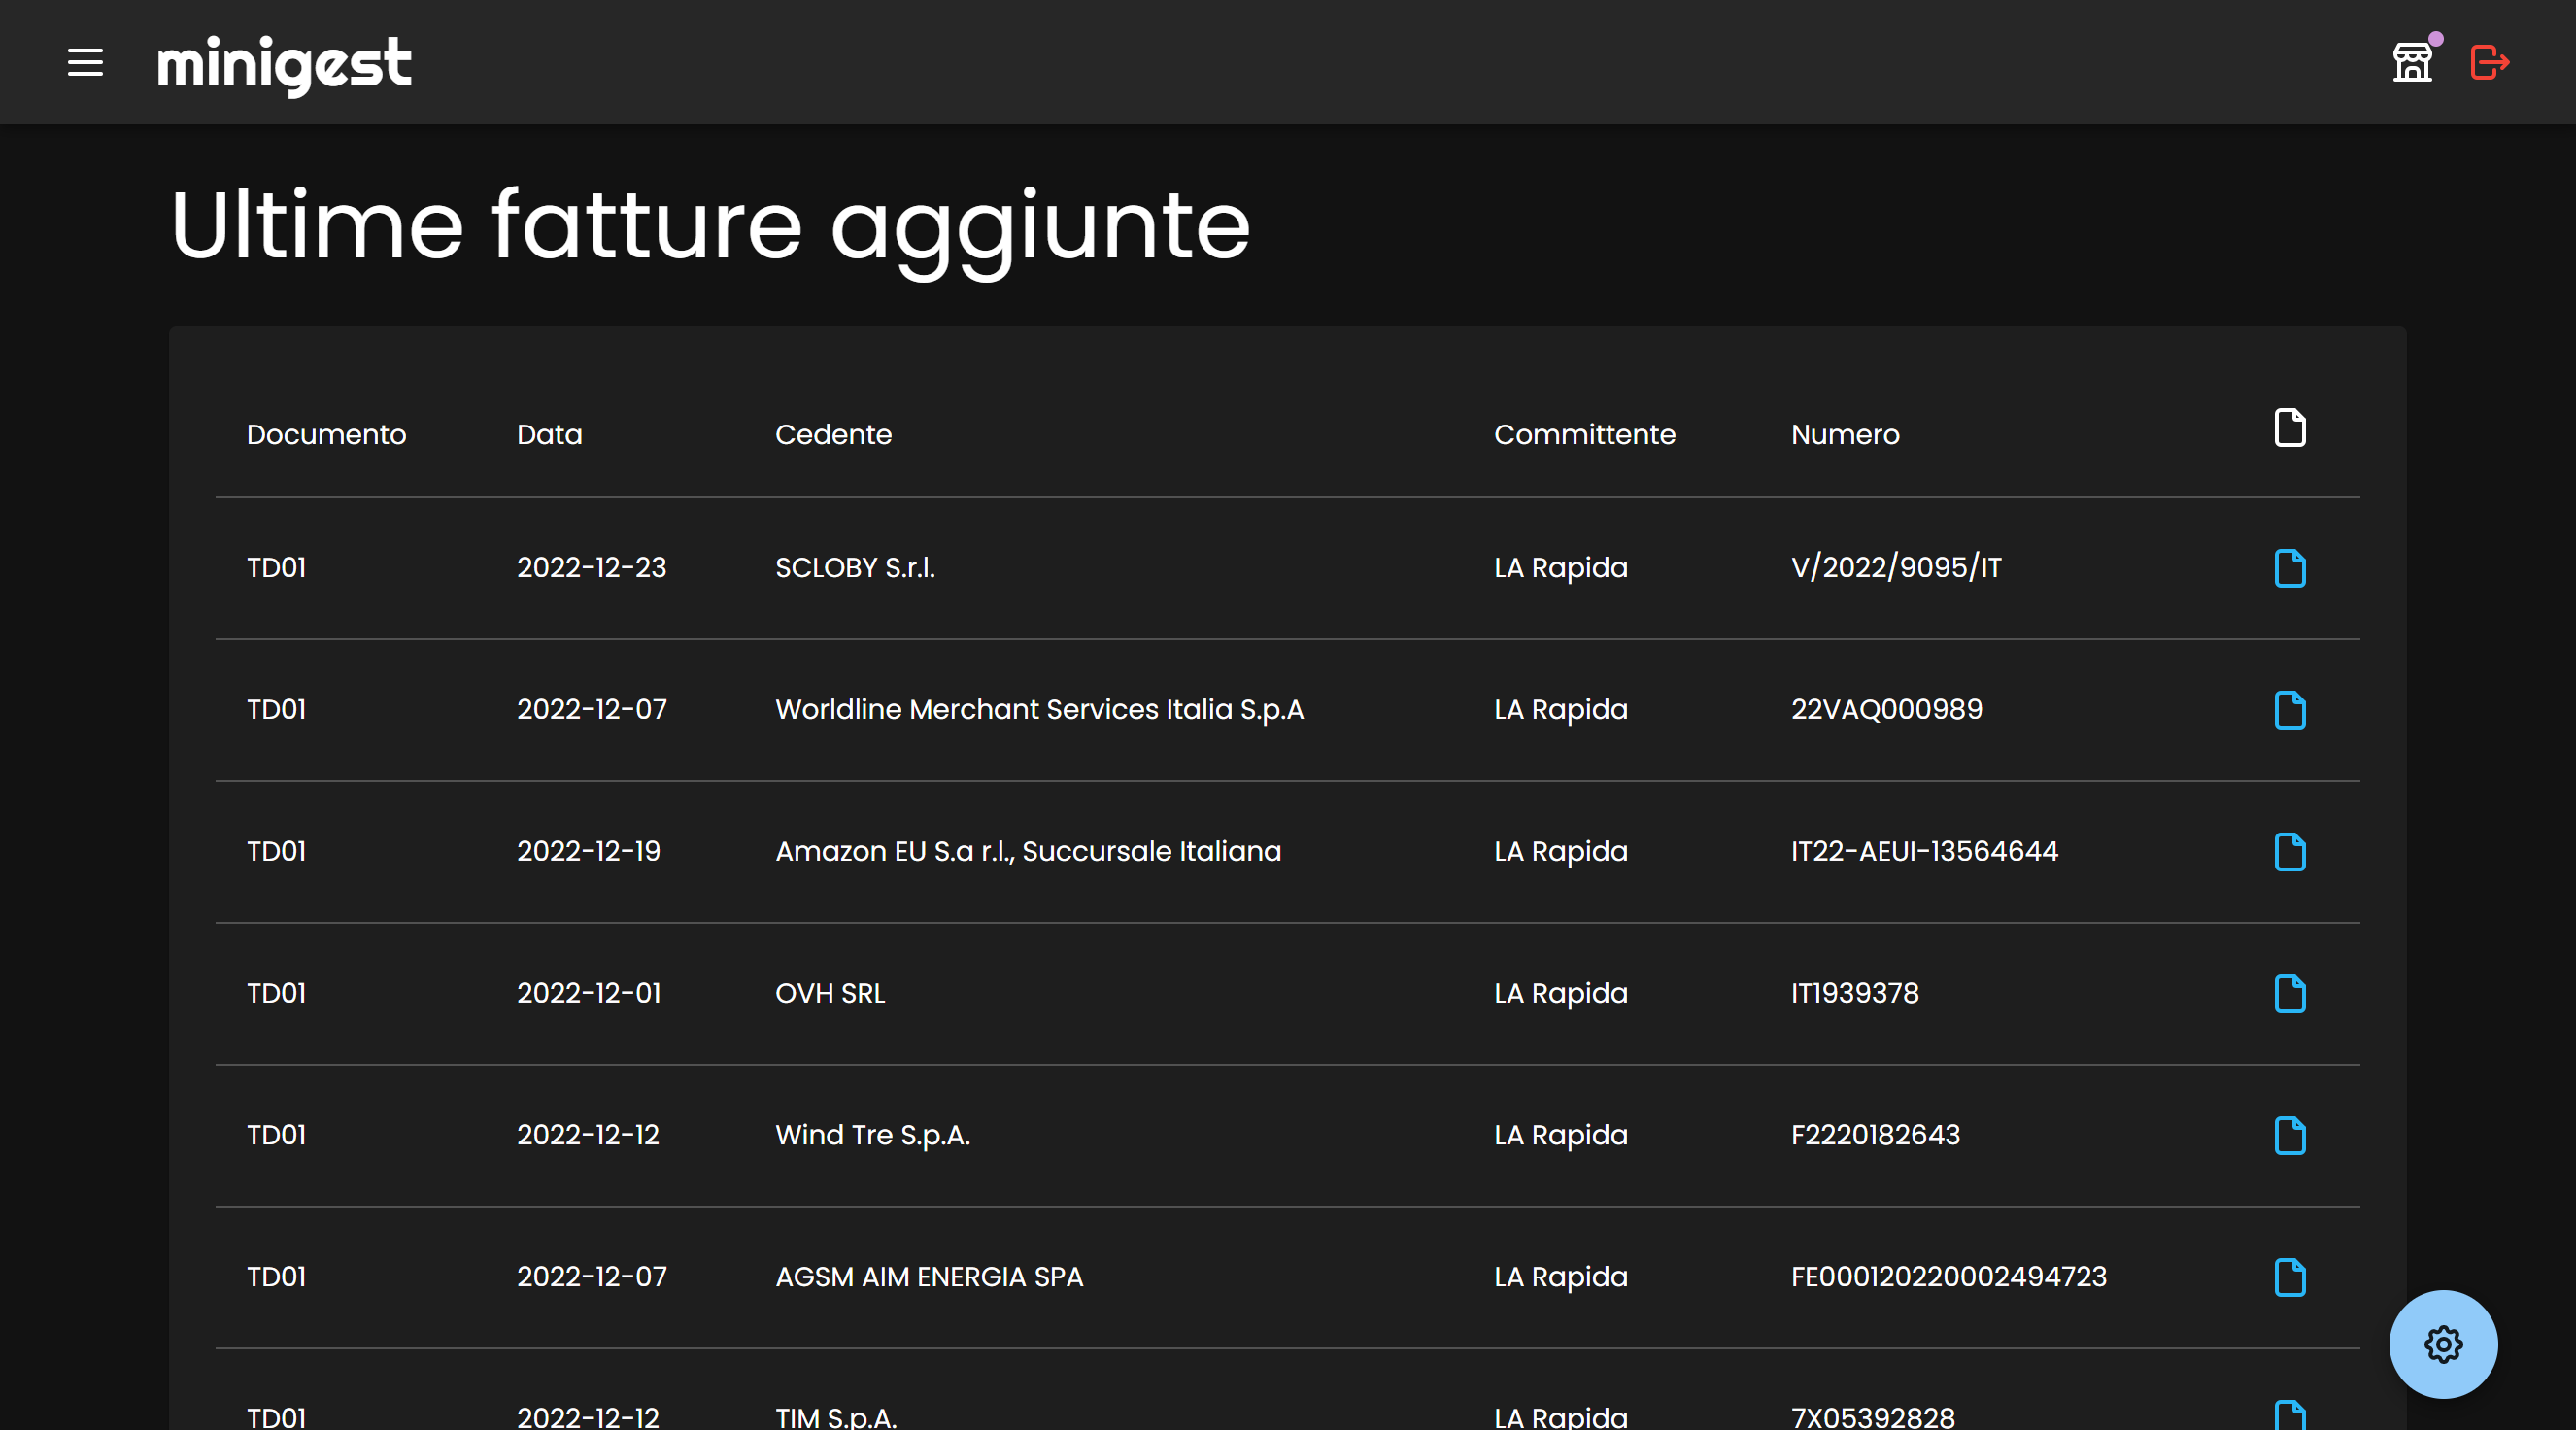 minigest
Ultime fatture aggiunte
Documento Data Cedente Committente Numero
TD01 2022-12-23 SCLOBY S.r.l. LA Rapida V/2022/9095/IT
TD01 2022-12-07 Worldline Merchant Services Italia S.p.A LA Rapida 22VAQ000989
TD01 2022-12-19 Amazon EU S.a r.l., Succursale Italiana LA Rapida IT22-AEUI-13564644
TD01 2022-12-01 OVH SRL LA Rapida IT1939378
TD01 2022-12-12 Wind Tre S.p.A. LA Rapida F2220182643
TD01 2022-12-07 AGSM AIM ENERGIA SPA LA Rapida FE000120220002494723
TD01 2022-12-12 TIM S.p.A. LA Rapida 7X05392828